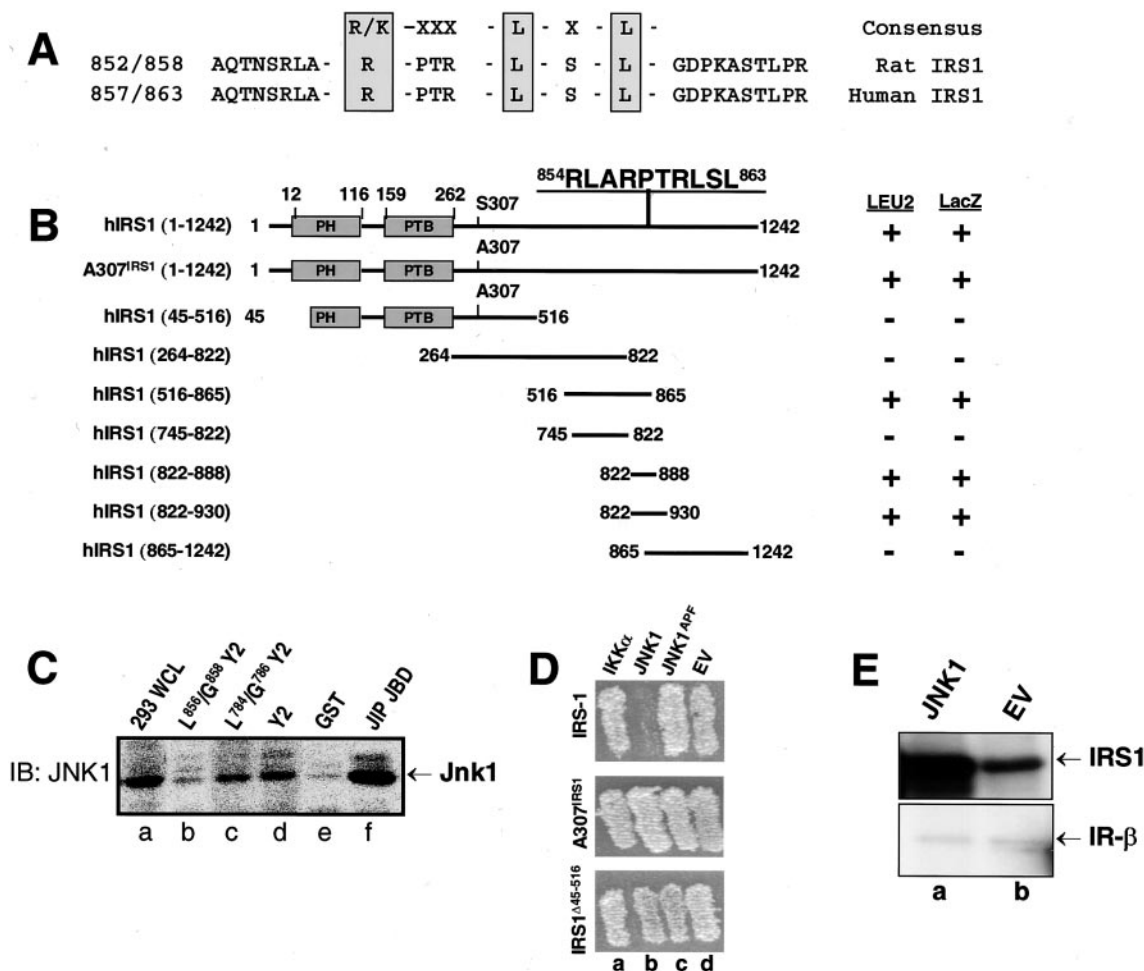 A
R/K -XXX L X L Consensus
852/858 AQTNSRLA- R - PTR - L - S - L - GDPKASTLPR Rat IRS1
857/863 AQTNSRLA- R - PTR - L - S - L - GDPKASTLPR Human IRS1
B
854RLARPTRLSL863
12 116 159 262 S307 LEU2 LacZ
hIRS1 (1-1242) 1 PH PTB 1242 + +
A307
A307IRS1 (1-1242) 1 PH PTB 1242 + +
A307
hIRS1 (45-516) 45 PH PTB 516 - -
hIRS1 (264-822) 264 822 - -
hIRS1 (516-865) 516 865 + +
hIRS1 (745-822) 745 822 - -
hIRS1 (822-888) 822 888 + +
hIRS1 (822-930) 822 930 + +
hIRS1 (865-1242) 865 1242 - -
C
293 WCL
L856/G858 Y2
L784/G786 Y2
Y2
GST
JIP JBD
IB: JNK1 ← Jnk1
a b c d e f
D
IKKα
JNK1
JNK1APF
EV
IRS-1
A307IRS1
IRS1Δ45-516
a b c d
E
JNK1
EV
← IRS1
← IR-β
a b